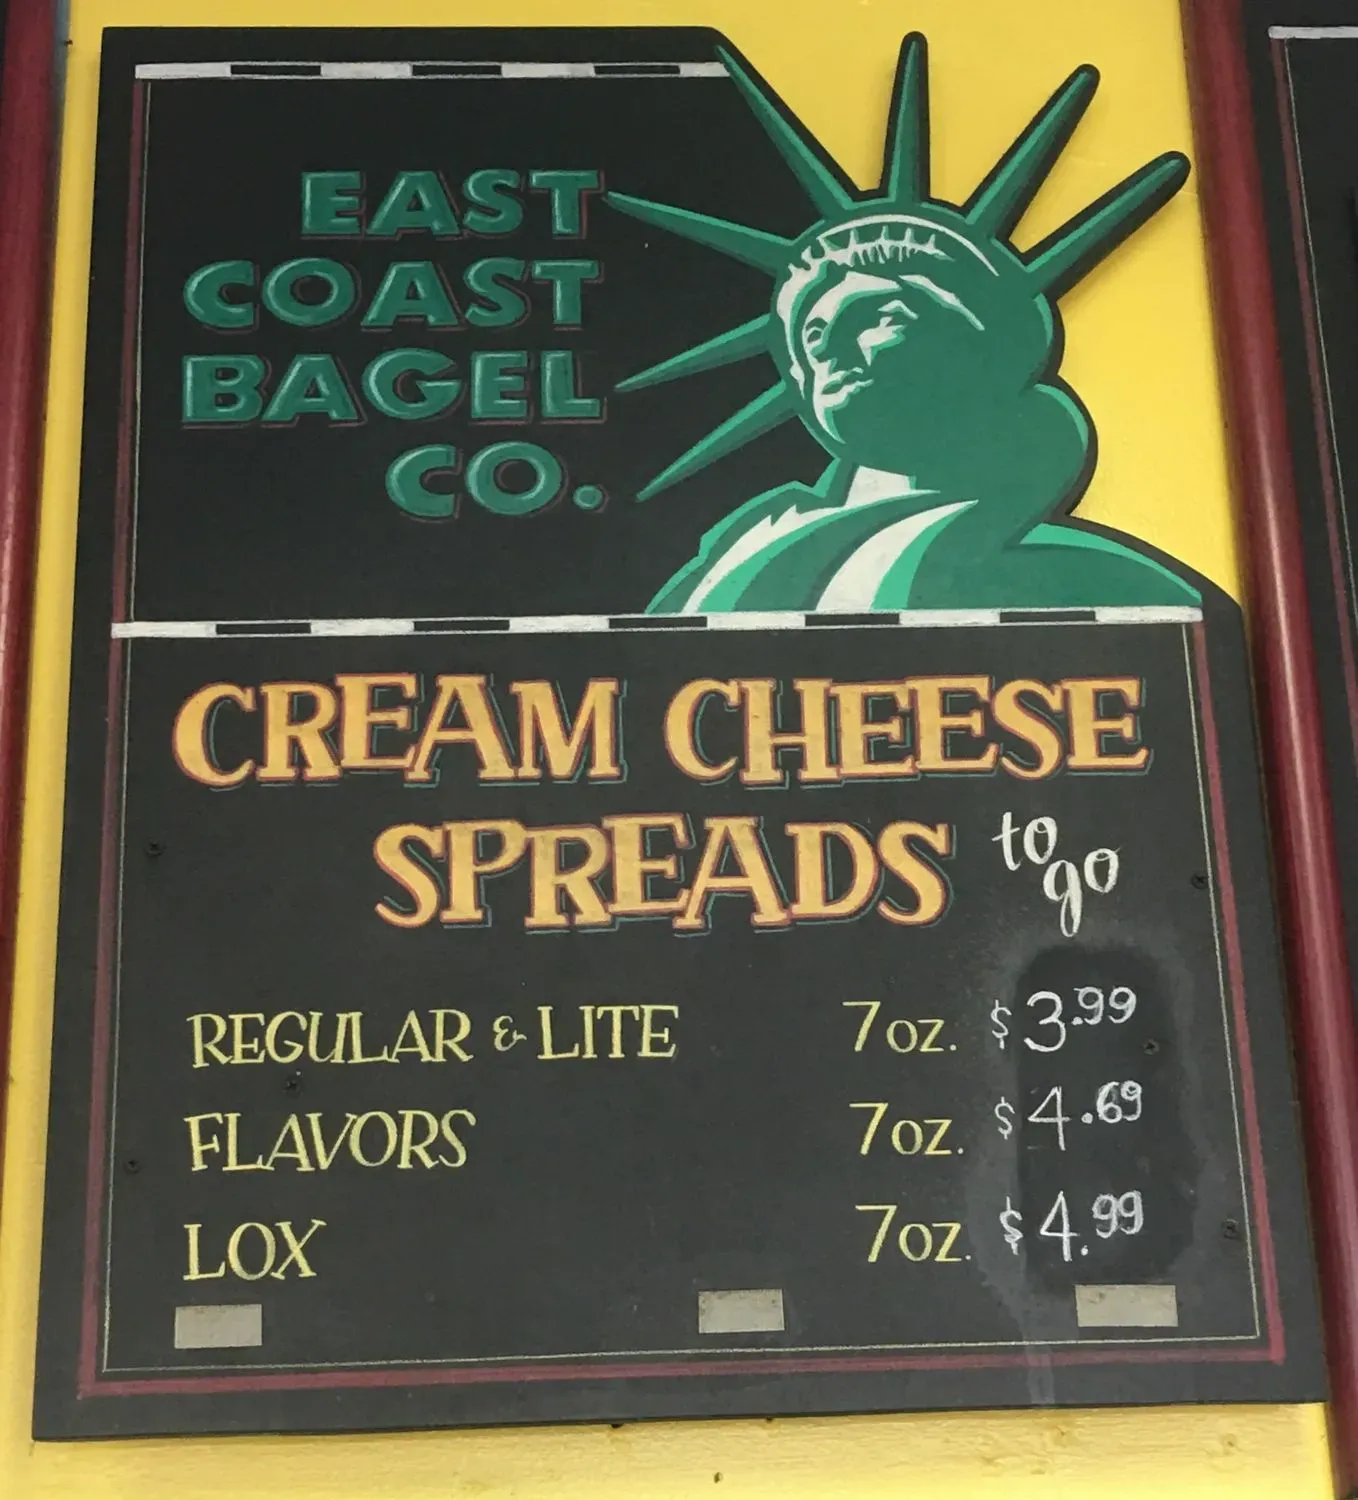 EAST
COAST
BAGEL
CO.
CREAM CHEESE
SPREADS to go
REGULAR & LITE 7oz. $3.99
FLAVORS 7oz. $4.69
LOX 7oz. $4.99